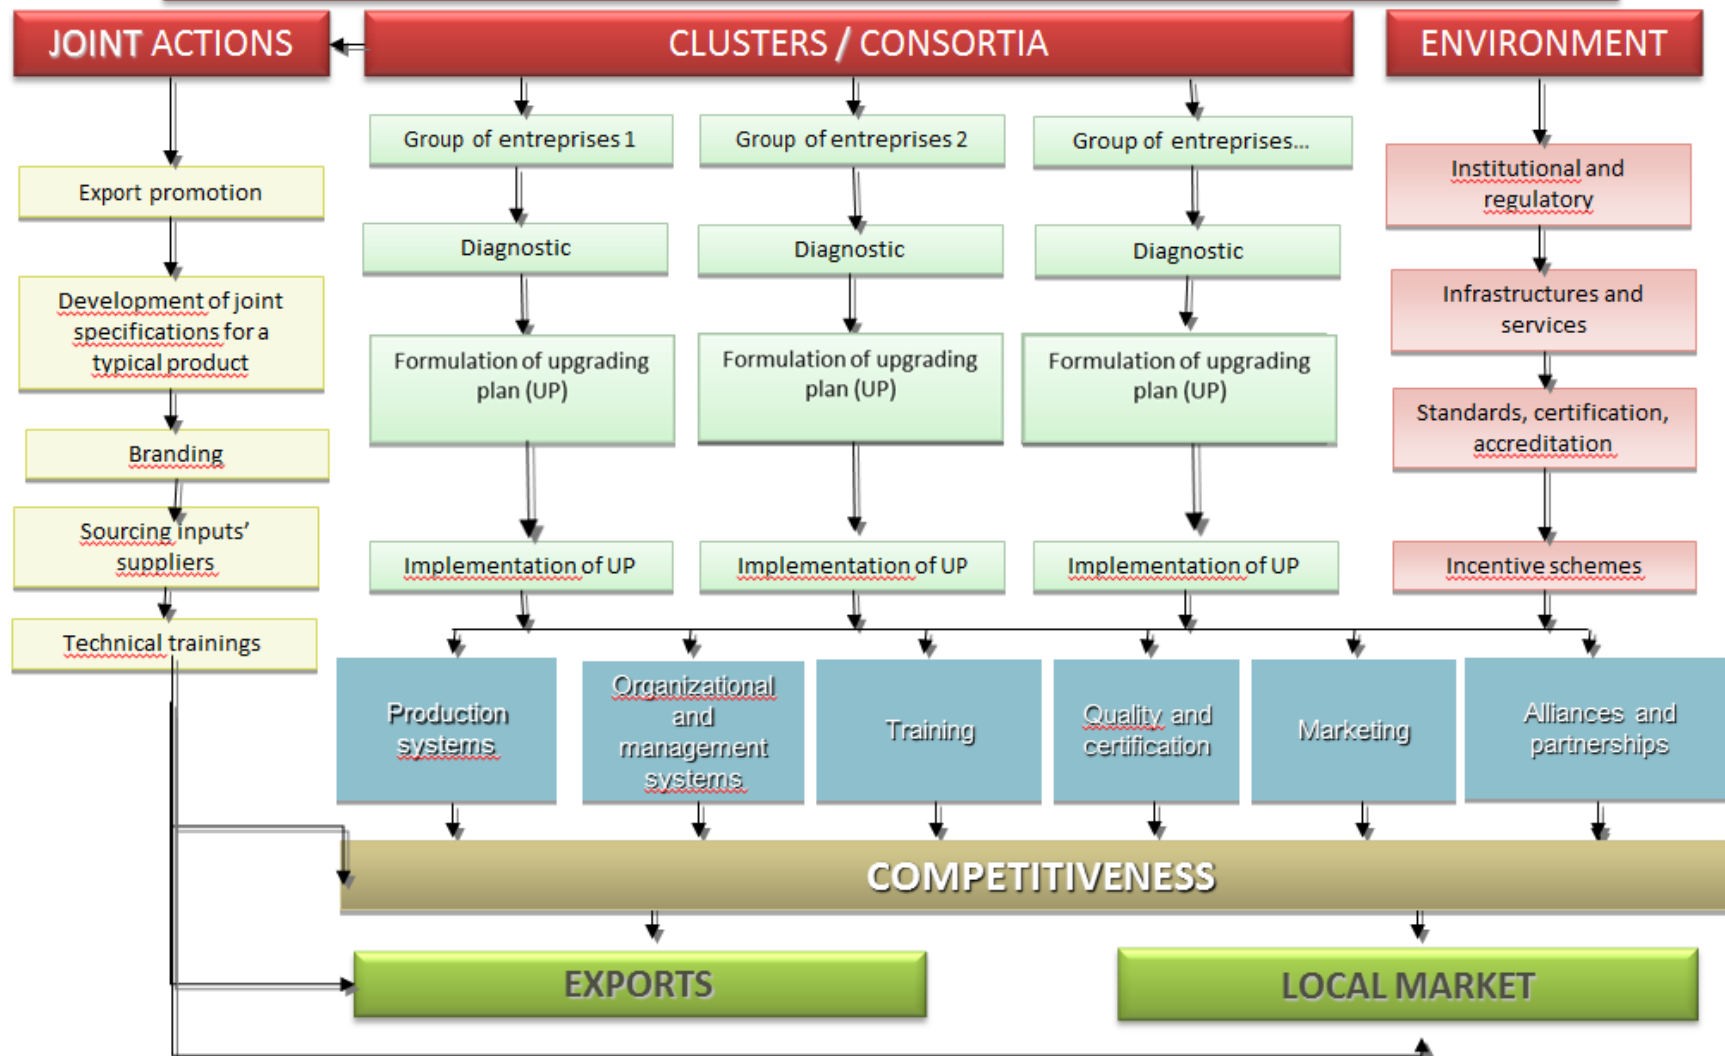 JOINT ACTIONS
CLUSTERS / CONSORTIA
ENVIRONMENT
Export promotion
Development of joint
specifications for a
typical product
Branding
Sourcing inputs’
suppliers
Technical trainings
Group of entreprises 1
Diagnostic
Formulation of upgrading
plan (UP)
Implementation of UP
Group of entreprises 2
Diagnostic
Formulation of upgrading
plan (UP)
Implementation of UP
Group of entreprises...
Diagnostic
Formulation of upgrading
plan (UP)
Implementation of UP
Institutional and
regulatory
Infrastructures and
services
Standards, certification,
accreditation
Incentive schemes
Production
systems
Organizational
and
management
systems
Training
Quality and
certification
Marketing
Alliances and
partnerships
COMPETITIVENESS
EXPORTS
LOCAL MARKET